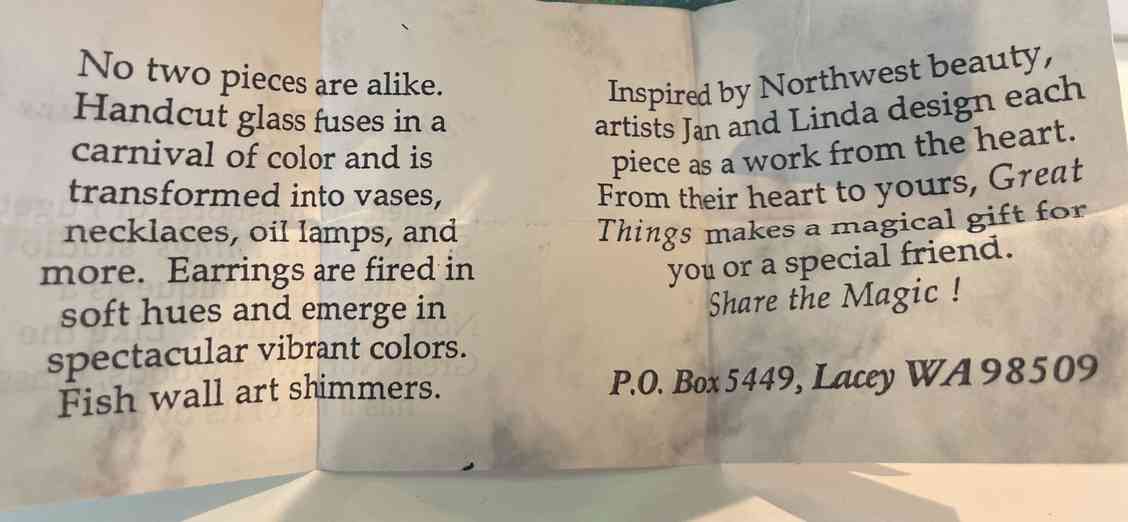 No two pieces are alike.
Handcut glass fuses in a
carnival of color and is
transformed into vases,
necklaces, oil lamps, and
more. Earrings are fired in
soft hues and emerge in
spectacular vibrant colors.
Fish wall art shimmers.
Inspired by Northwest beauty,
artists Jan and Linda design each
piece as a work from the heart.
From their heart to yours, Great
Things makes a magical gift for
you or a special friend.
Share the Magic !
P.O. Box 5449, Lacey WA 98509